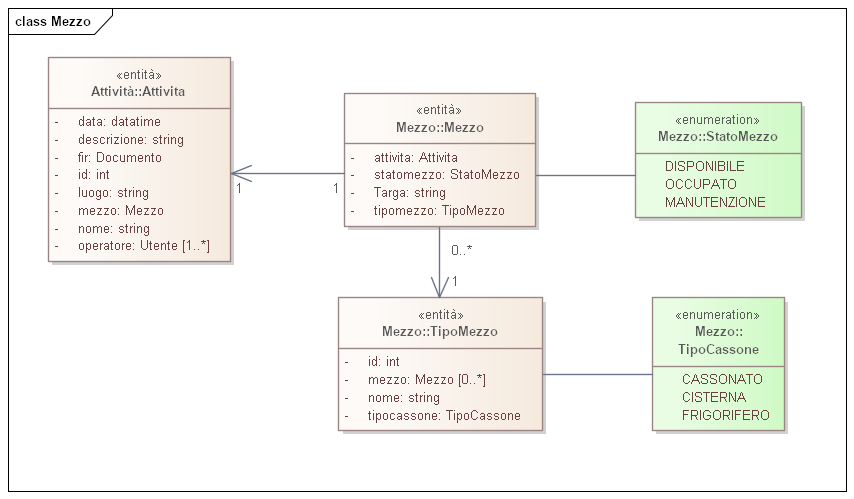 class Mezzo
«entità»
Attività::Attivita
- data: datatime
- descrizione: string
- fir: Documento
- id: int
- luogo: string
- mezzo: Mezzo
- nome: string
- operatore: Utente [1..*]
«entità»
Mezzo::Mezzo
- attivita: Attivita
- statomezzo: StatoMezzo
- Targa: string
- tipomezzo: TipoMezzo
«enumeration»
Mezzo::StatoMezzo
DISPONIBILE
OCCUPATO
MANUTENZIONE
1
1
0..*
1
«entità»
Mezzo::TipoMezzo
- id: int
- mezzo: Mezzo [0..*]
- nome: string
- tipocassone: TipoCassone
«enumeration»
Mezzo::
TipoCassone
CASSONATO
CISTERNA
FRIGORIFERO